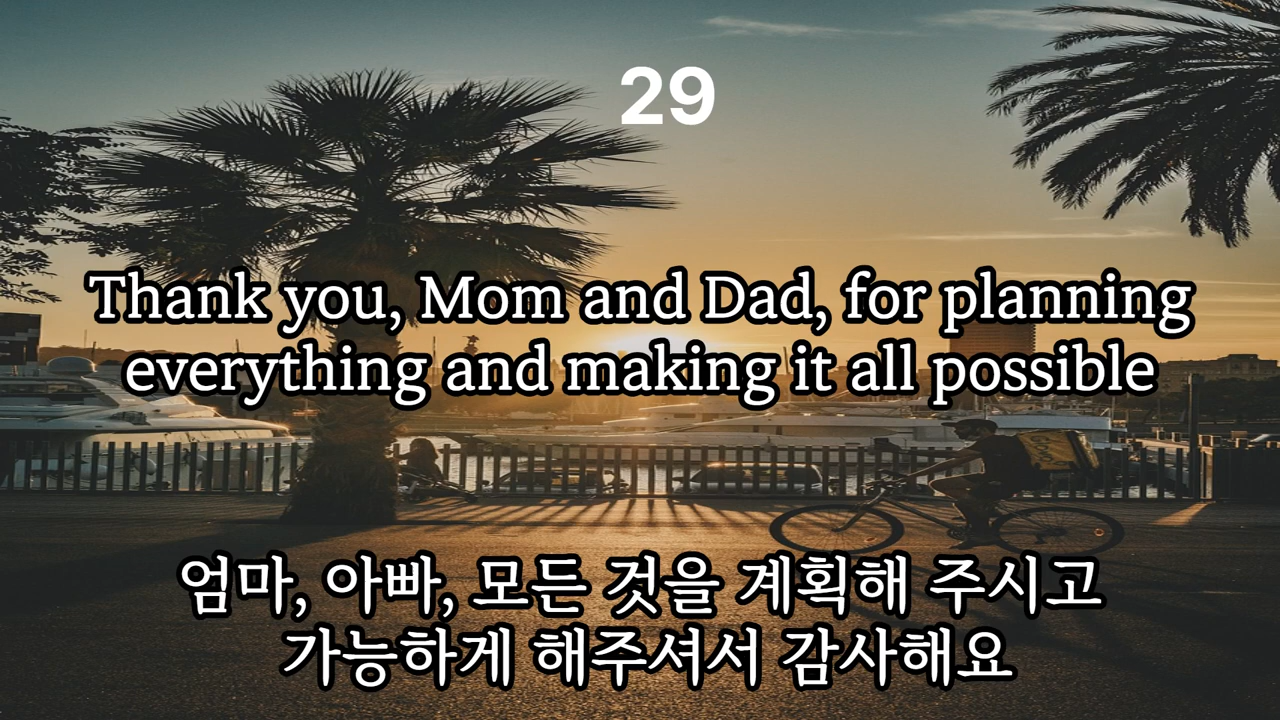 29
Thank you, Mom and Dad, for planning
everything and making it all possible
엄마, 아빠, 모든 것을 계획해 주시고
가능하게 해주셔서 감사해요